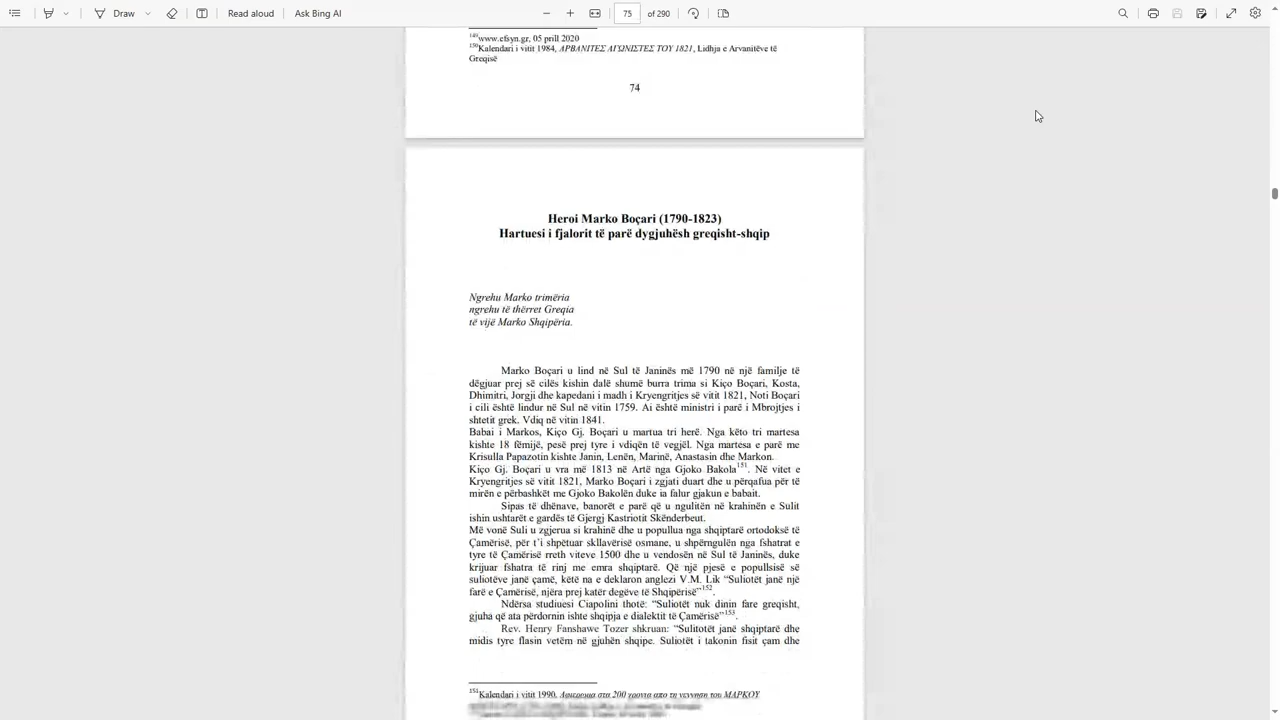 Draw
Read aloud
Ask Bing AI
75
of 290
149www.efsyn.gr, 05 prill 2020
150Kalendari i vitit 1984, ΑΡΒΑΝΙΤΕΣ ΑΓΩΝΙΣΤΕΣ ΤΟΥ 1821, Lidhja e Arvanitëve të
Greqisë
74
Heroi Marko Boçari (1790-1823)
Hartuesi i fjalorit të parë dygjuhësh greqisht-shqip
Ngrehu Marko trimëria
ngrehu të thërret Greqia
të vijë Marko Shqipëria.
Marko Boçari u lind në Sul të Janinës më 1790 në një familje të
dëgjuar prej së cilës kishin dalë shumë burra trima si Kiço Boçari, Kosta,
Dhimitri, Jorgji dhe kapedani i madh i Kryengritjes së vitit 1821, Noti Boçari
i cili është lindur në Sul në vitin 1759. Ai është ministri i parë i Mbrojtjes i
shtetit grek. Vdiq në vitin 1841.
Babai i Markos, Kiço Gj. Boçari u martua tri herë. Nga këto tri martesa
kishte 18 fëmijë, pesë prej tyre i vdiqën të vegjël. Nga martesa e parë me
Krisulla Papazotin kishte Janin, Lenën, Marinë, Anastasin dhe Markon.
Kiço Gj. Boçari u vra më 1813 në Artë nga Gjoko Bakola151. Në vitet e
Kryengritjes së vitit 1821, Marko Boçari i zgjati duart dhe u përqafua për të
mirën e përbashkët me Gjoko Bakolën duke ia falur gjakun e babait.
Sipas të dhënave, banorët e parë që u ngulitën në krahinën e Sulit
ishin ushtarët e gardës të Gjergj Kastriotit Skënderbeut.
Më vonë Suli u zgjerua si krahinë dhe u popullua nga shqiptarë ortodoksë të
Çamërisë, për t’i shpëtuar skllavërisë osmane, u shpërngulën nga fshatrat e
tyre të Çamërisë rreth viteve 1500 dhe u vendosën në Sul të Janinës, duke
krijuar fshatra të rinj me emra shqiptarë. Që një pjesë e popullsisë së
suliotëve janë çamë, këtë na e deklaron anglezi V.M. Lik “Suliotët janë një
farë e Çamërisë, njëra prej katër degëve të Shqipërisë”152.
Ndërsa studiuesi Ciapolini thotë: “Suliotët nuk dinin fare greqisht,
gjuha që ata përdornin ishte shqipja e dialektit të Çamërisë”153.
Rev. Henry Fanshawe Tozer shkruan: “Sulitotët janë shqiptarë dhe
midis tyre flasin vetëm në gjuhën shqipe. Suliotët i takonin fisit çam dhe
151Kalendari i vitit 1990, Αφιερωμα στα 200 χρονια απο τη γεννηση του ΜΑΡΚΟΥ